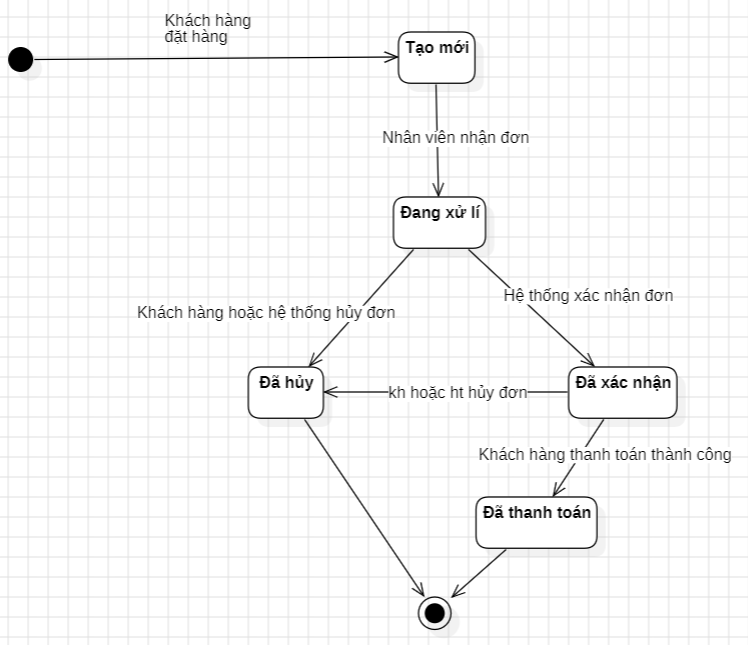 Khách hàng
đặt hàng
Tạo mới
Nhân viên nhận đơn
Đang xử lí
Hệ thống xác nhận đơn
Khách hàng hoặc hệ thống hủy đơn
Đã hủy
kh hoặc ht hủy đơn
Đã xác nhận
Khách hàng thanh toán thành công
Đã thanh toán